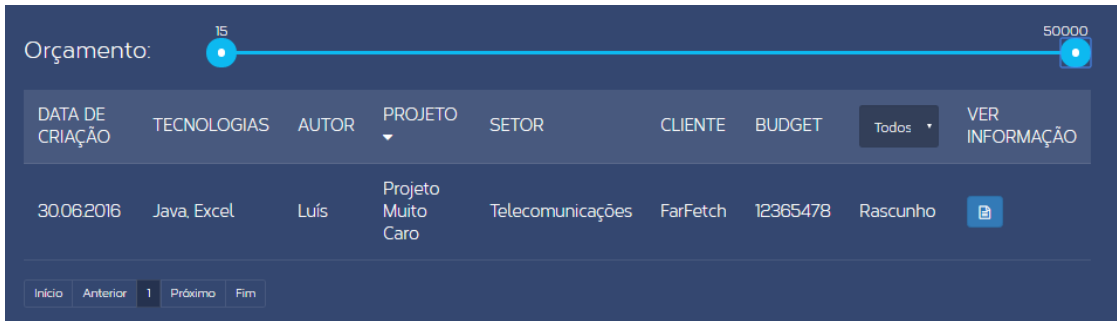 15 50000
Orçamento:
DATA DE CRIAÇÃO TECNOLOGIAS AUTOR PROJETO SETOR CLIENTE BUDGET Todos VER INFORMAÇÃO
30.06.2016 Java, Excel Luís Projeto Muito Caro Telecomunicações FarFetch 12365478 Rascunho
Início Anterior 1 Próximo Fim